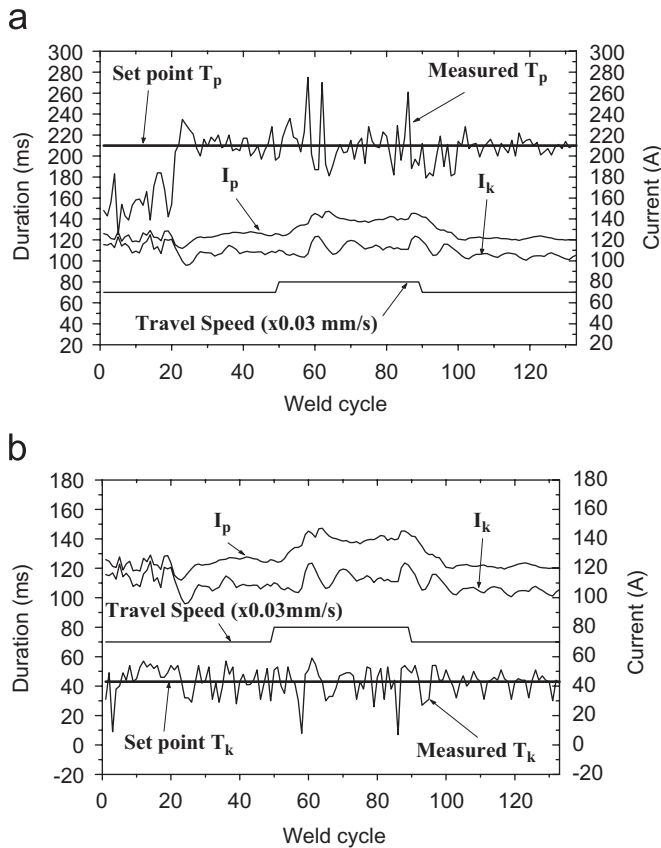 a
300
280
260
240
220
200
180
160
140
120
100
80
60
40
20
Duration (ms)
Set point Tp
Measured Tp
Ip
Ik
Travel Speed (x0.03 mm/s)
300
280
260
240
220
200
180
160
140
120
100
80
60
40
20
Current (A)
0 20 40 60 80 100 120
Weld cycle
b
180
160
140
120
100
80
60
40
20
0
-20
Duration (ms)
Ip
Ik
Travel Speed (x0.03mm/s)
Set point Tk
Measured Tk
180
160
140
120
100
80
60
40
20
0
-20
Current (A)
0 20 40 60 80 100 120
Weld cycle